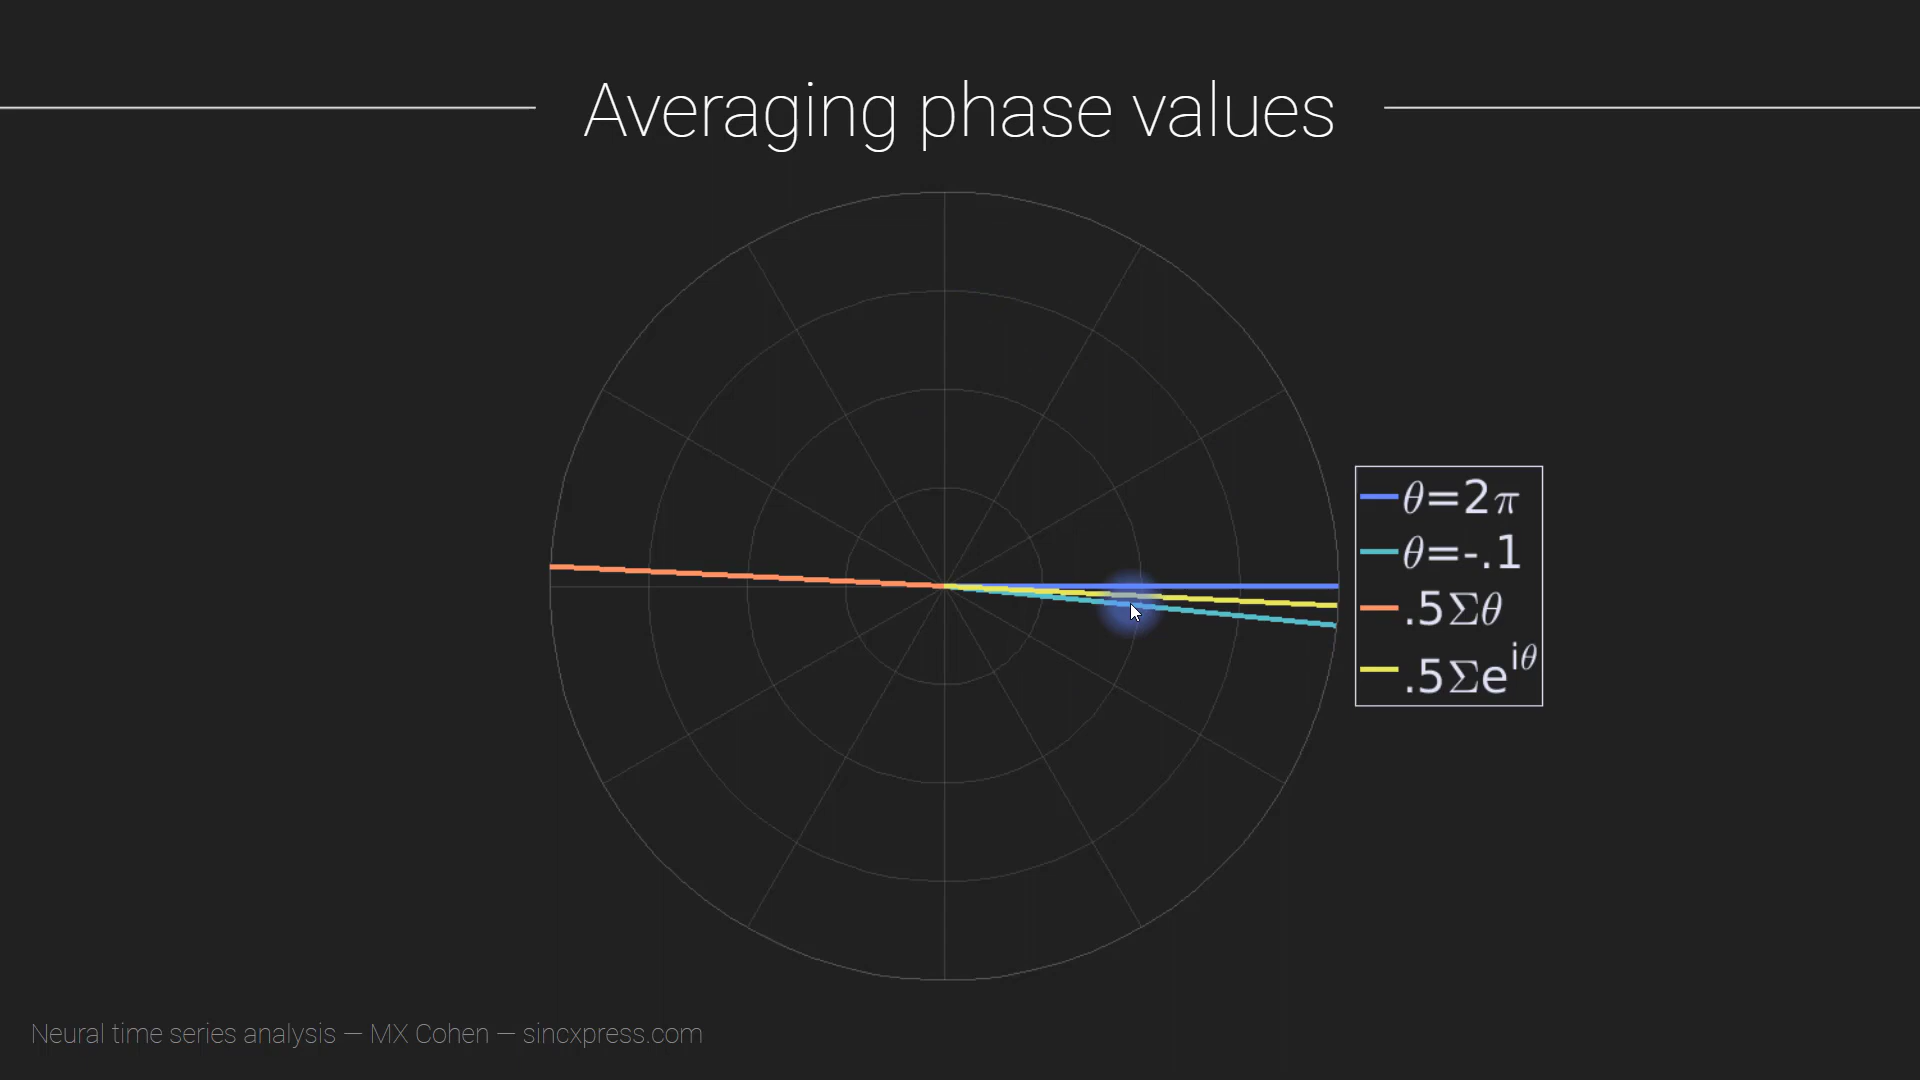 Averaging phase values
θ=2π
θ=-.1
.5Σθ
.5Σe^iθ
Neural time series analysis — MX Cohen — sincxpress.com